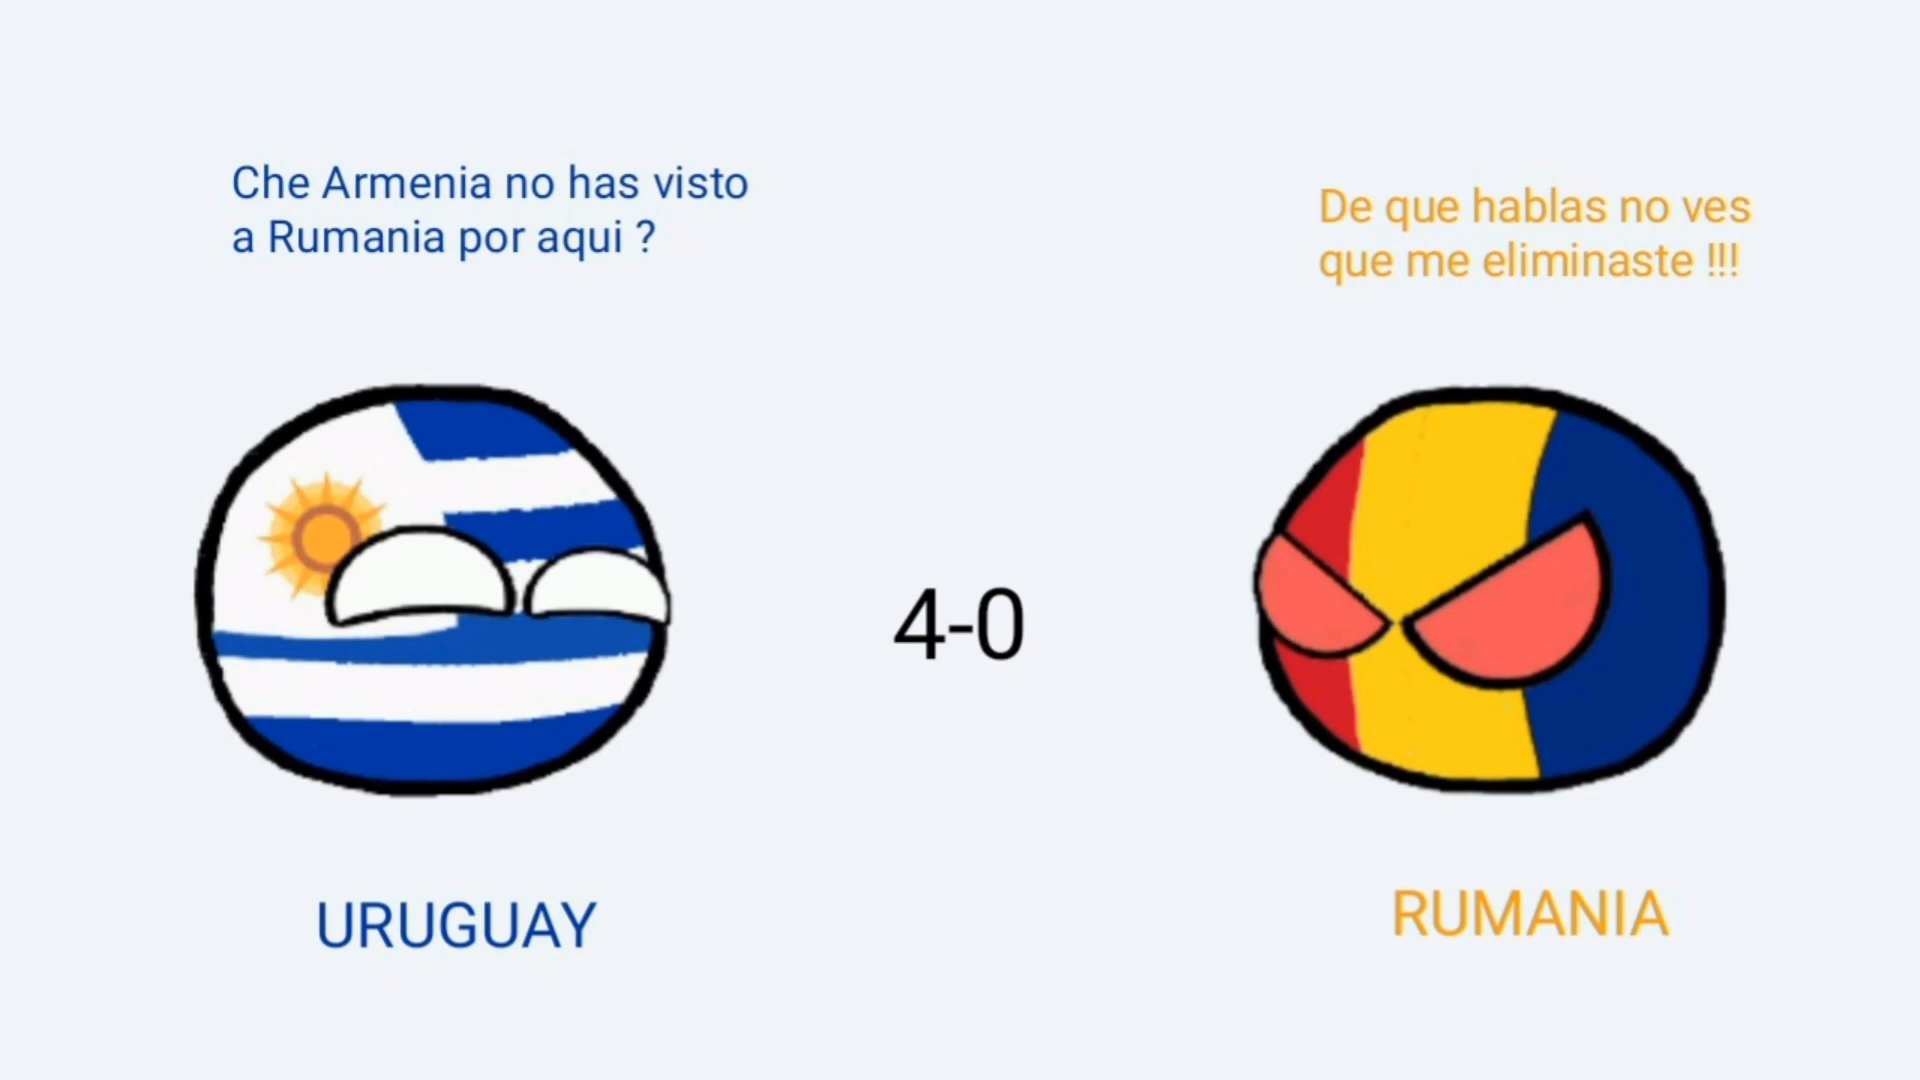 Che Armenia no has visto
a Rumania por aqui ?
De que hablas no ves
que me eliminaste !!!
4-0
URUGUAY
RUMANIA